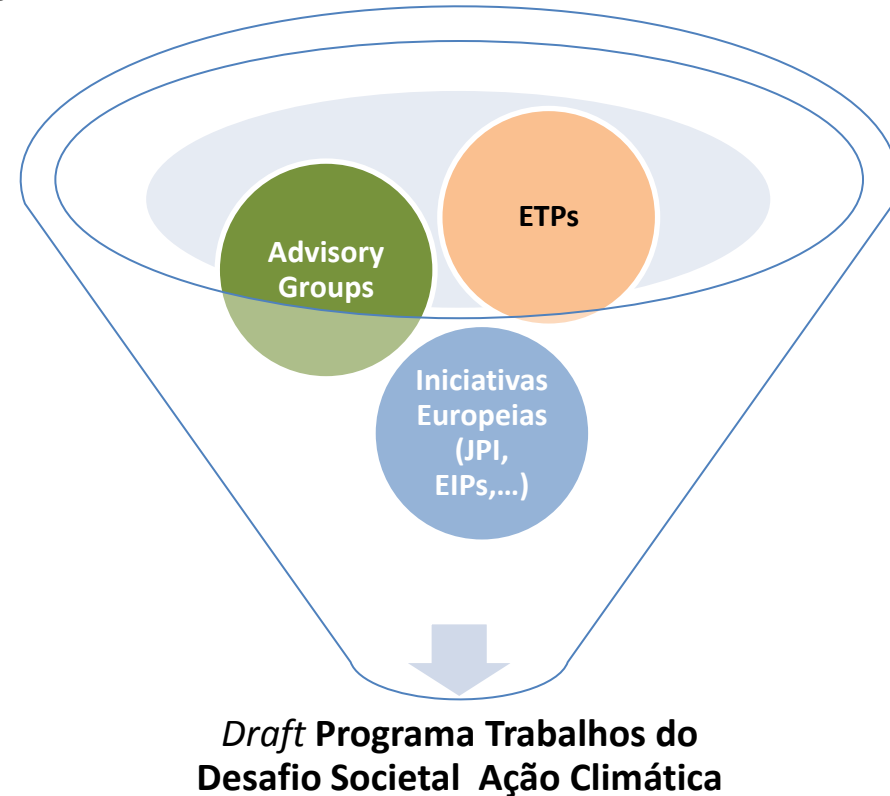 ETPs
Advisory
Groups
Iniciativas
Europeias
(JPI,
EIPs,...)
Draft Programa Trabalhos do
Desafio Societal Ação Climática